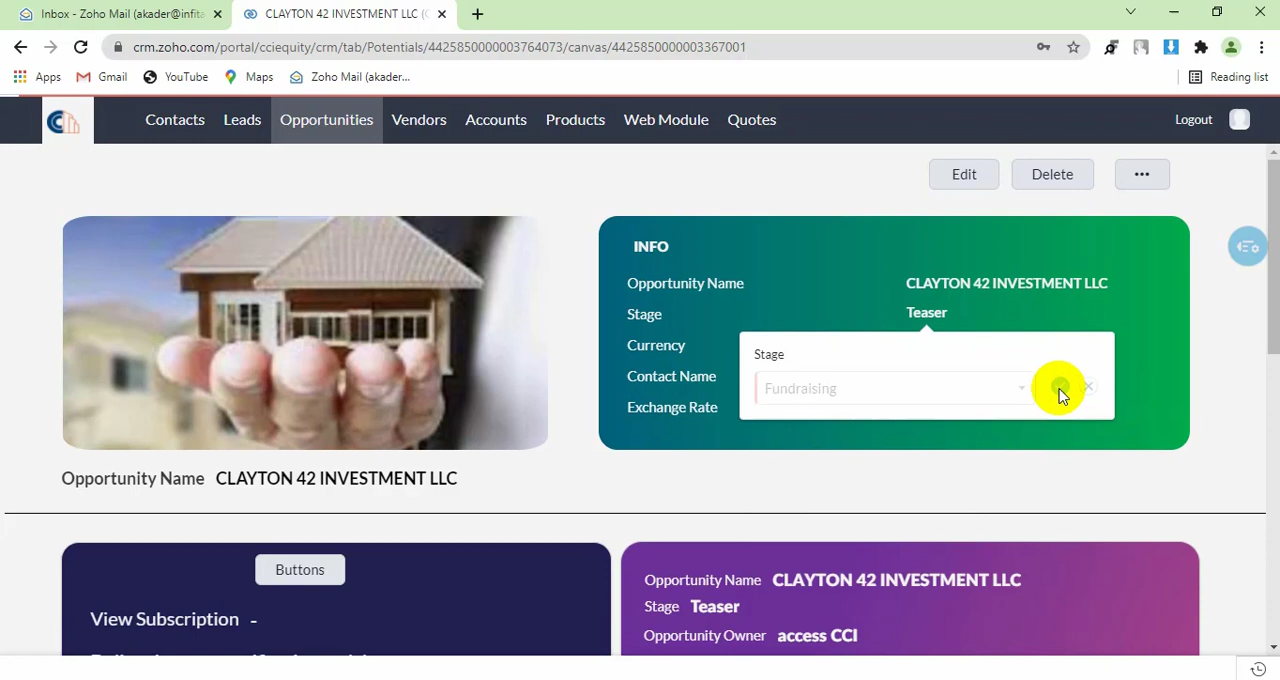 Inbox - Zoho Mail (akader@infita
CLAYTON 42 INVESTMENT LLC (C
crm.zoho.com/portal/cciequity/crm/tab/Potentials/4425850000003764073/canvas/4425850000003367001
Apps
Gmail
YouTube
Maps
Zoho Mail (akader...
Reading list
Contacts
Leads
Opportunities
Vendors
Accounts
Products
Web Module
Quotes
Logout
Edit
Delete
INFO
Opportunity Name CLAYTON 42 INVESTMENT LLC
Stage Teaser
Currency
Contact Name
Exchange Rate
Stage
Fundraising
Opportunity Name CLAYTON 42 INVESTMENT LLC
Buttons
View Subscription -
Opportunity Name CLAYTON 42 INVESTMENT LLC
Stage Teaser
Opportunity Owner access CCI